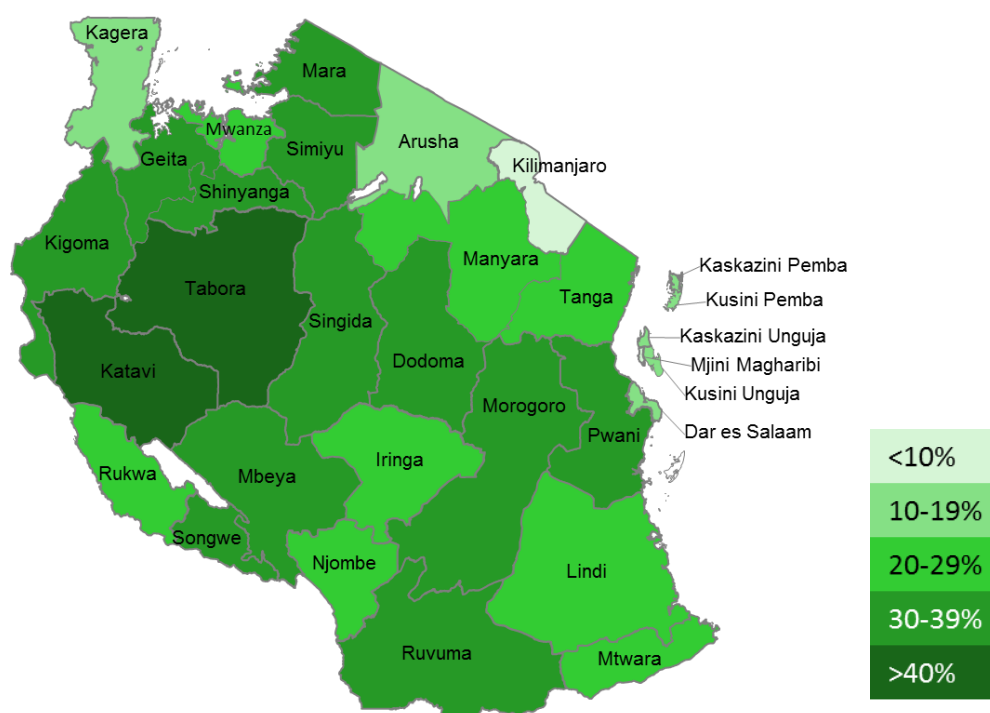 Kagera
Mara
Mwanza
Arusha
Simiyu
Geita
Kilimanjaro
Shinyanga
Kigoma
Manyara
Kaskazini Pemba
Tabora
Tanga
Kusini Pemba
Singida
Kaskazini Unguja
Dodoma
Mjini Magharibi
Katavi
Kusini Unguja
Morogoro
Dar es Salaam
Pwani
Iringa
Rukwa
Mbeya
Songwe
Njombe
Lindi
Ruvuma
Mtwara
<10%
10-19%
20-29%
30-39%
>40%